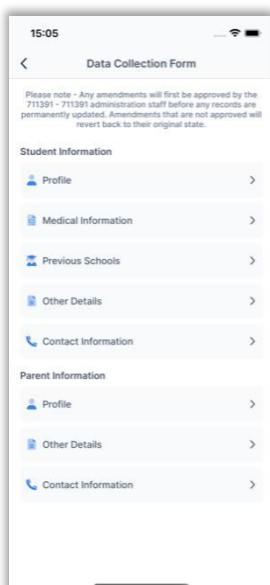 15:05
Data Collection Form
Please note - Any amendments will first be approved by the
711391 - 711391 administration staff before any records are
permanently updated. Amendments that are not approved will
revert back to their original state.
Student Information
Profile
Medical Information
Previous Schools
Other Details
Contact Information
Parent Information
Profile
Other Details
Contact Information